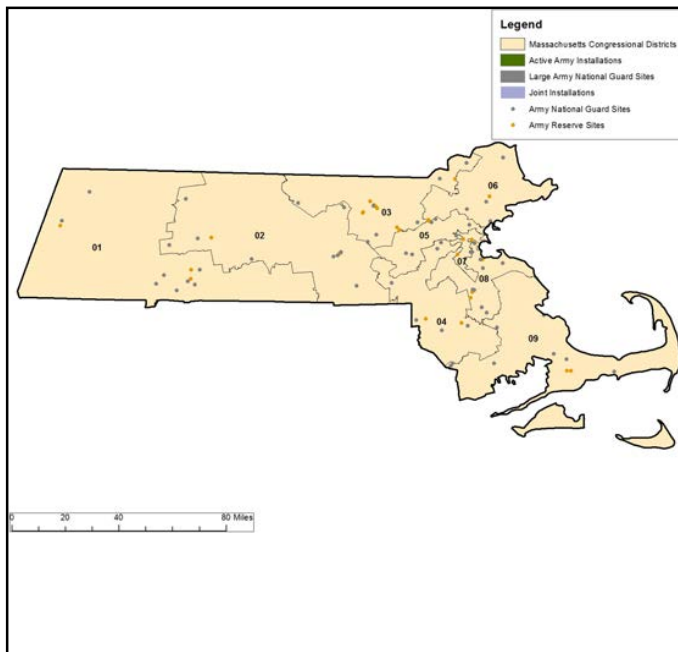 Legend
Massachusetts Congressional Districts
Active Army Installations
Large Army National Guard Sites
Joint Installations
Army National Guard Sites
Army Reserve Sites
06
03
05
02
01
07
08
04
09
0 20 40 80 Miles